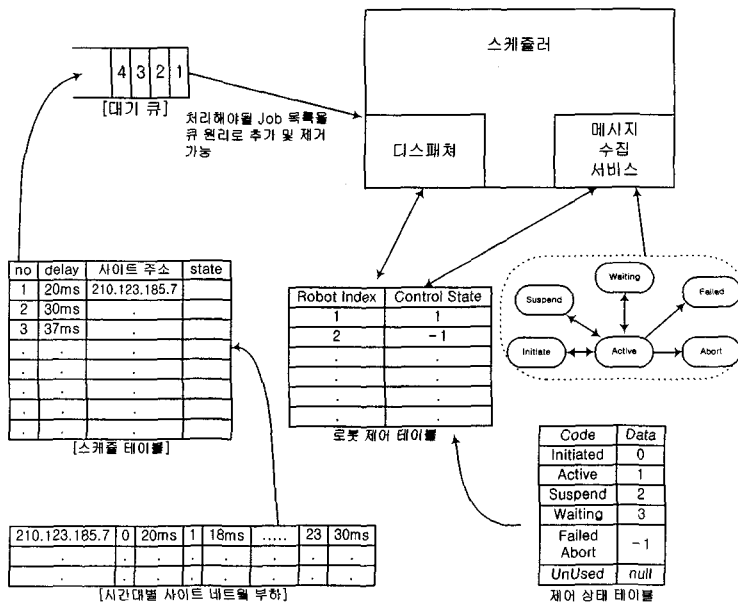 스케줄러
4 3 2 1
[대기 큐]
처리해야될 Job 목록을
큐 원리로 추가 및 제거
가능
디스패쳐
메시지
수집
서비스
no delay 사이트 주소 state
1 20ms 210.123.185.7
2 30ms .
3 37ms .
. . .
. . .
. . .
. . .
. . .
[스케줄 테이블]
Robot Index Control State
1 1
2 -1
. .
. .
. .
. .
로봇 제어 테이블
Waiting
Suspend
Failed
Initiate
Active
Abort
Code Data
Initiated 0
Active 1
Suspend 2
Waiting 3
Failed
Abort -1
UnUsed null
제어 상태 테이블
210.123.185.7 0 20ms 1 18ms ..... 23 30ms
. . . . . . . .
. . . . . . . .
[시간대별 사이트 네트웍 부하]